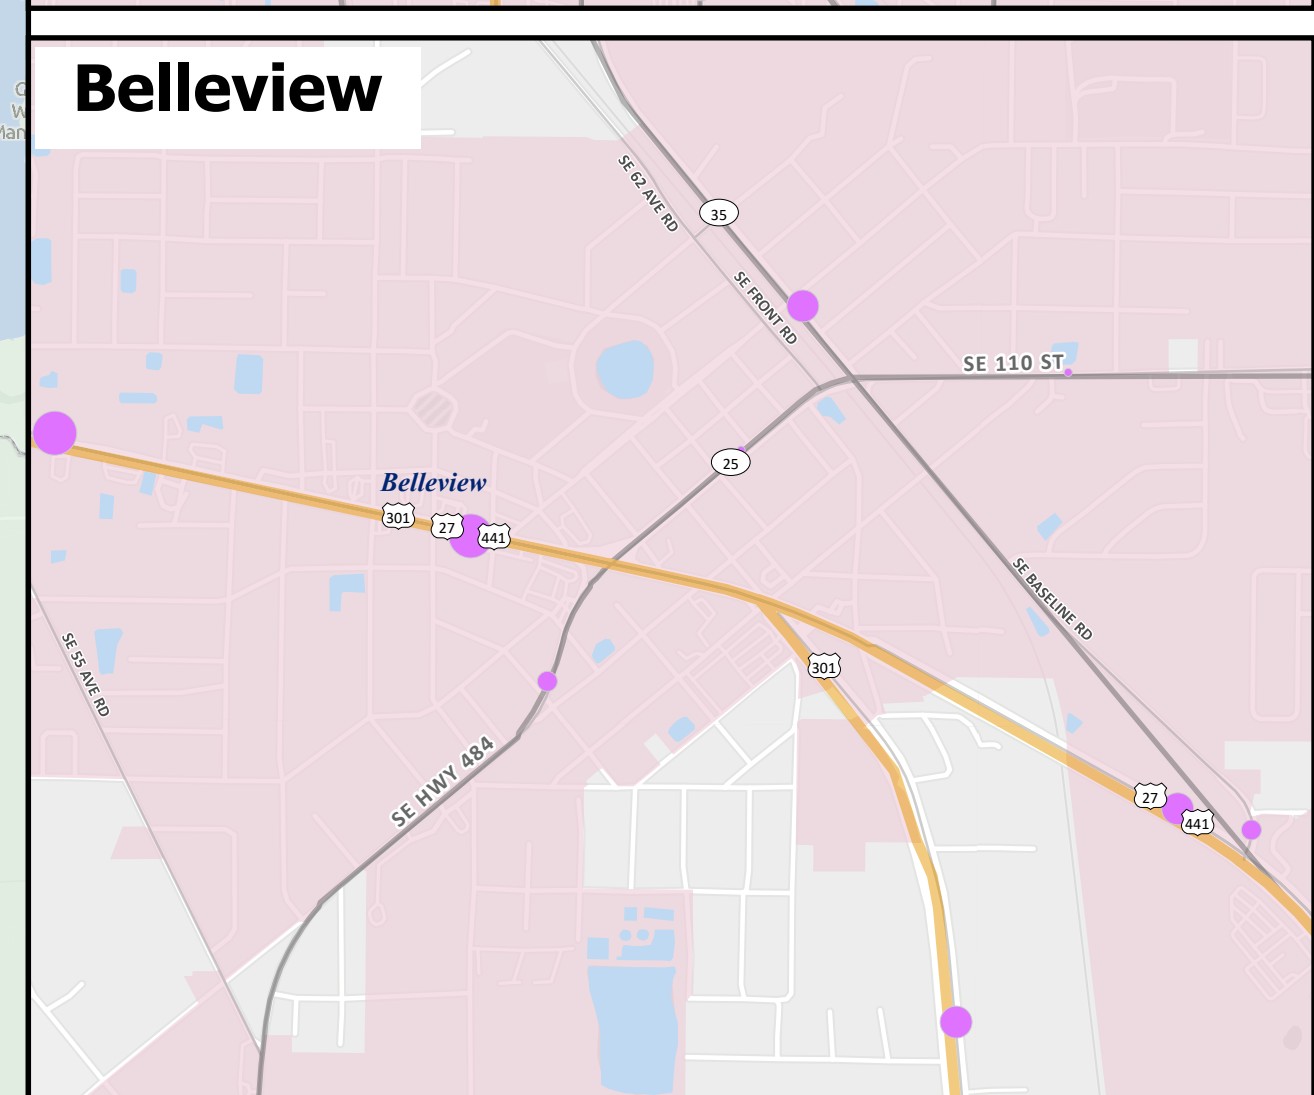 Belleview
SE 62 AVE RD
35
SE FRONT RD
SE 110 ST
25
Belleview
301
27
441
SE BASELINE RD
SE 55 AVE RD
301
SE HWY 484
27
441